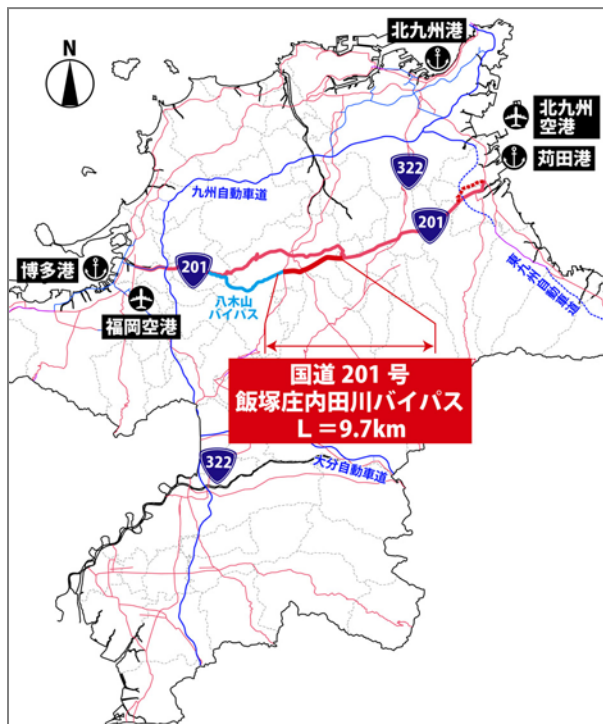 北九州港
N
北九州
空港
322
苅田港
九州自動車道
201
博多港
201
八木山
バイパス
福岡空港
東九州自動車道
国道 201 号
飯塚庄内田川バイパス
L =9.7km
322
大分自動車道